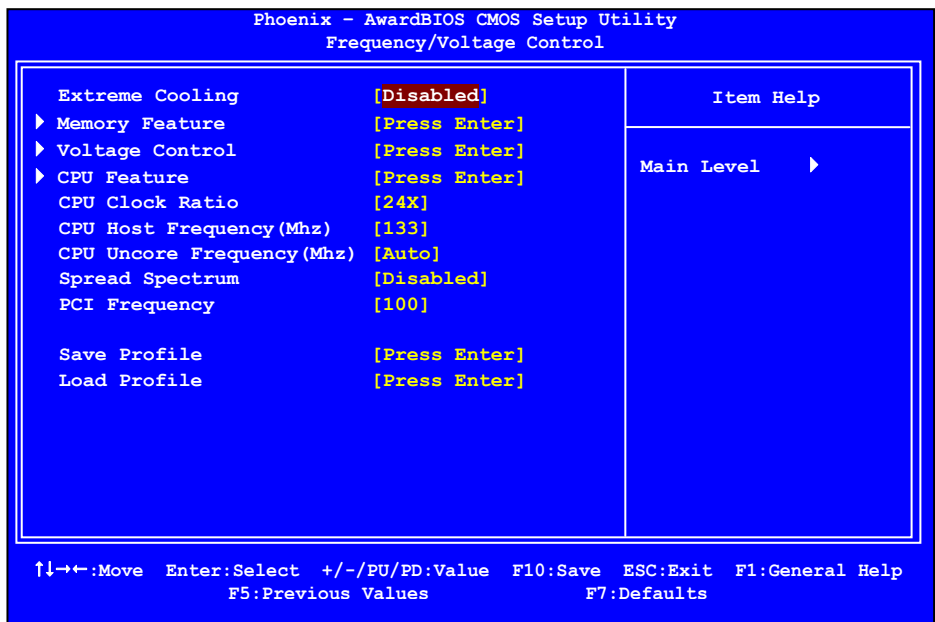 Phoenix – AwardBIOS CMOS Setup Utility
Frequency/Voltage Control
Extreme Cooling [Disabled]
Memory Feature [Press Enter]
Voltage Control [Press Enter]
CPU Feature [Press Enter]
CPU Clock Ratio [24X]
CPU Host Frequency(Mhz) [133]
CPU Uncore Frequency(Mhz) [Auto]
Spread Spectrum [Disabled]
PCI Frequency [100]
Save Profile [Press Enter]
Load Profile [Press Enter]
Item Help
Main Level
↑↓→←:Move Enter:Select +/-/PU/PD:Value F10:Save ESC:Exit F1:General Help
F5:Previous Values F7:Defaults